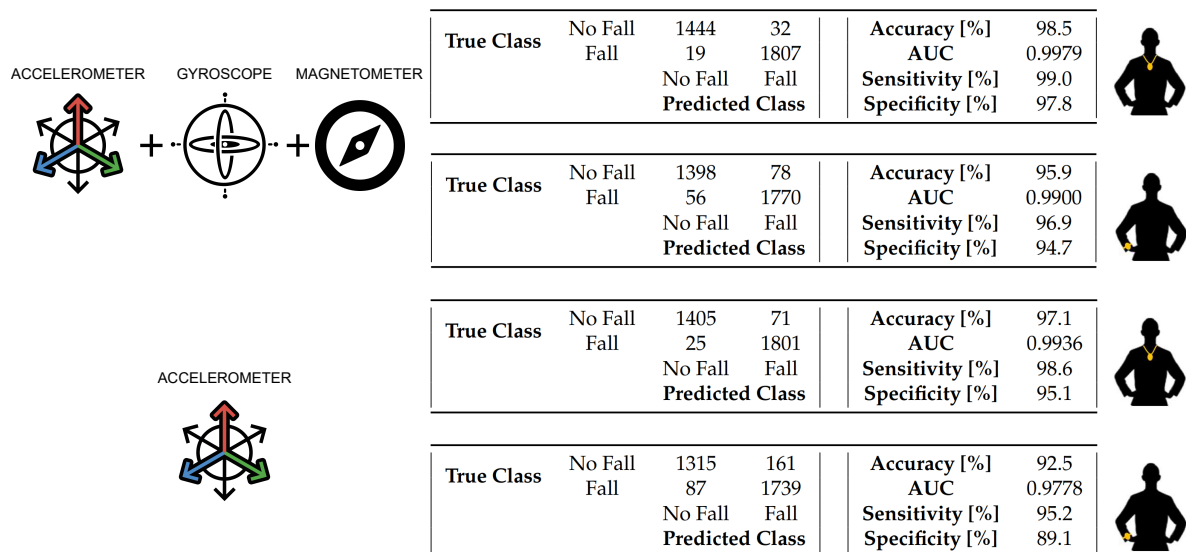 ACCELEROMETER GYROSCOPE MAGNETOMETER
True Class No Fall 1444 32 Accuracy [%] 98.5
Fall 19 1807 AUC 0.9979
No Fall Fall Sensitivity [%] 99.0
Predicted Class Specificity [%] 97.8
True Class No Fall 1398 78 Accuracy [%] 95.9
Fall 56 1770 AUC 0.9900
No Fall Fall Sensitivity [%] 96.9
Predicted Class Specificity [%] 94.7
ACCELEROMETER
True Class No Fall 1405 71 Accuracy [%] 97.1
Fall 25 1801 AUC 0.9936
No Fall Fall Sensitivity [%] 98.6
Predicted Class Specificity [%] 95.1
True Class No Fall 1315 161 Accuracy [%] 92.5
Fall 87 1739 AUC 0.9778
No Fall Fall Sensitivity [%] 95.2
Predicted Class Specificity [%] 89.1